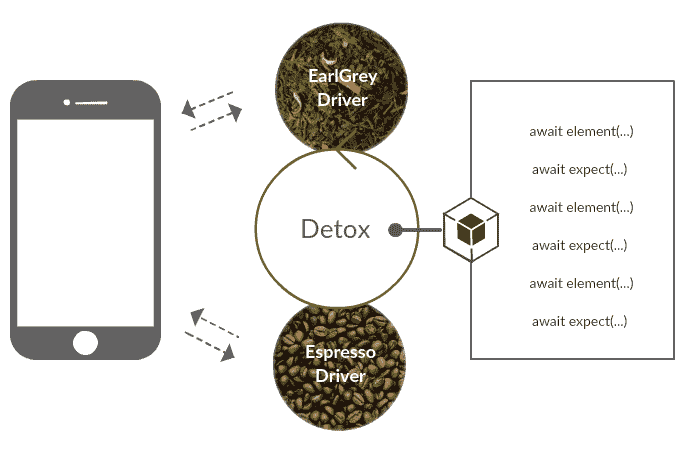 EarlGrey
Driver
Detox
Espresso
Driver
await element(...)
await expect(...)
await element(...)
await expect(...)
await element(...)
await expect(...)